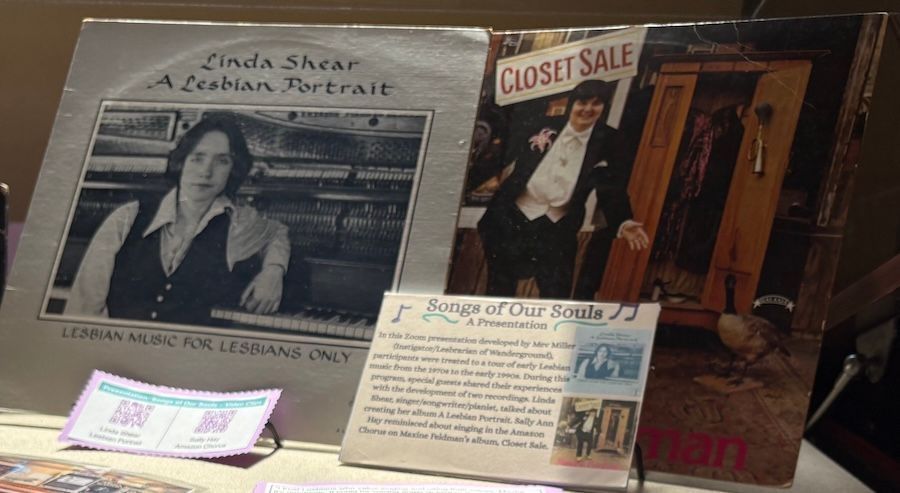 Linda Shear
A Lesbian Portrait
LESBIAN MUSIC FOR LESBIANS ONLY
CLOSET SALE
GALAXIA
man
Songs of Our Souls
A Presentation
In this Zoom presentation developed by Mev Miller
(Instigator/Lesbrarian of Wanderground),
participants were treated to a tour of early Lesbian
music from the 1970s to the early 1990s. During this
program, special guests shared their experiences
with the development of two recordings. Linda
Shear, singer/songwriter/pianist, talked about
creating her album A Lesbian Portrait. Sally Ann
Hay reminisced about singing in the Amazon
Chorus on Maxine Feldman's album, Closet Sale.
Presentation - Songs of Our Souls - Video Clips
Linda Shear
Lesbian Portrait
Sally Hay
Amazon Chorus